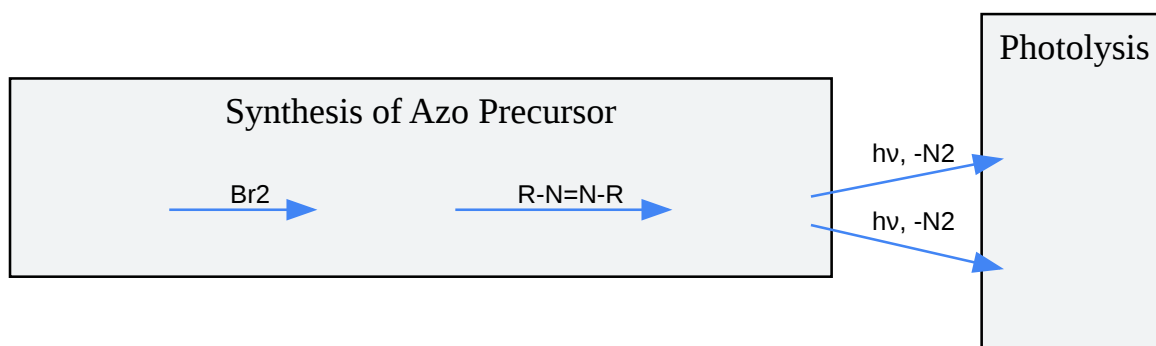 Photolysis
Synthesis of Azo Precursor
hν, -N2
Br2
R-N=N-R
hν, -N2